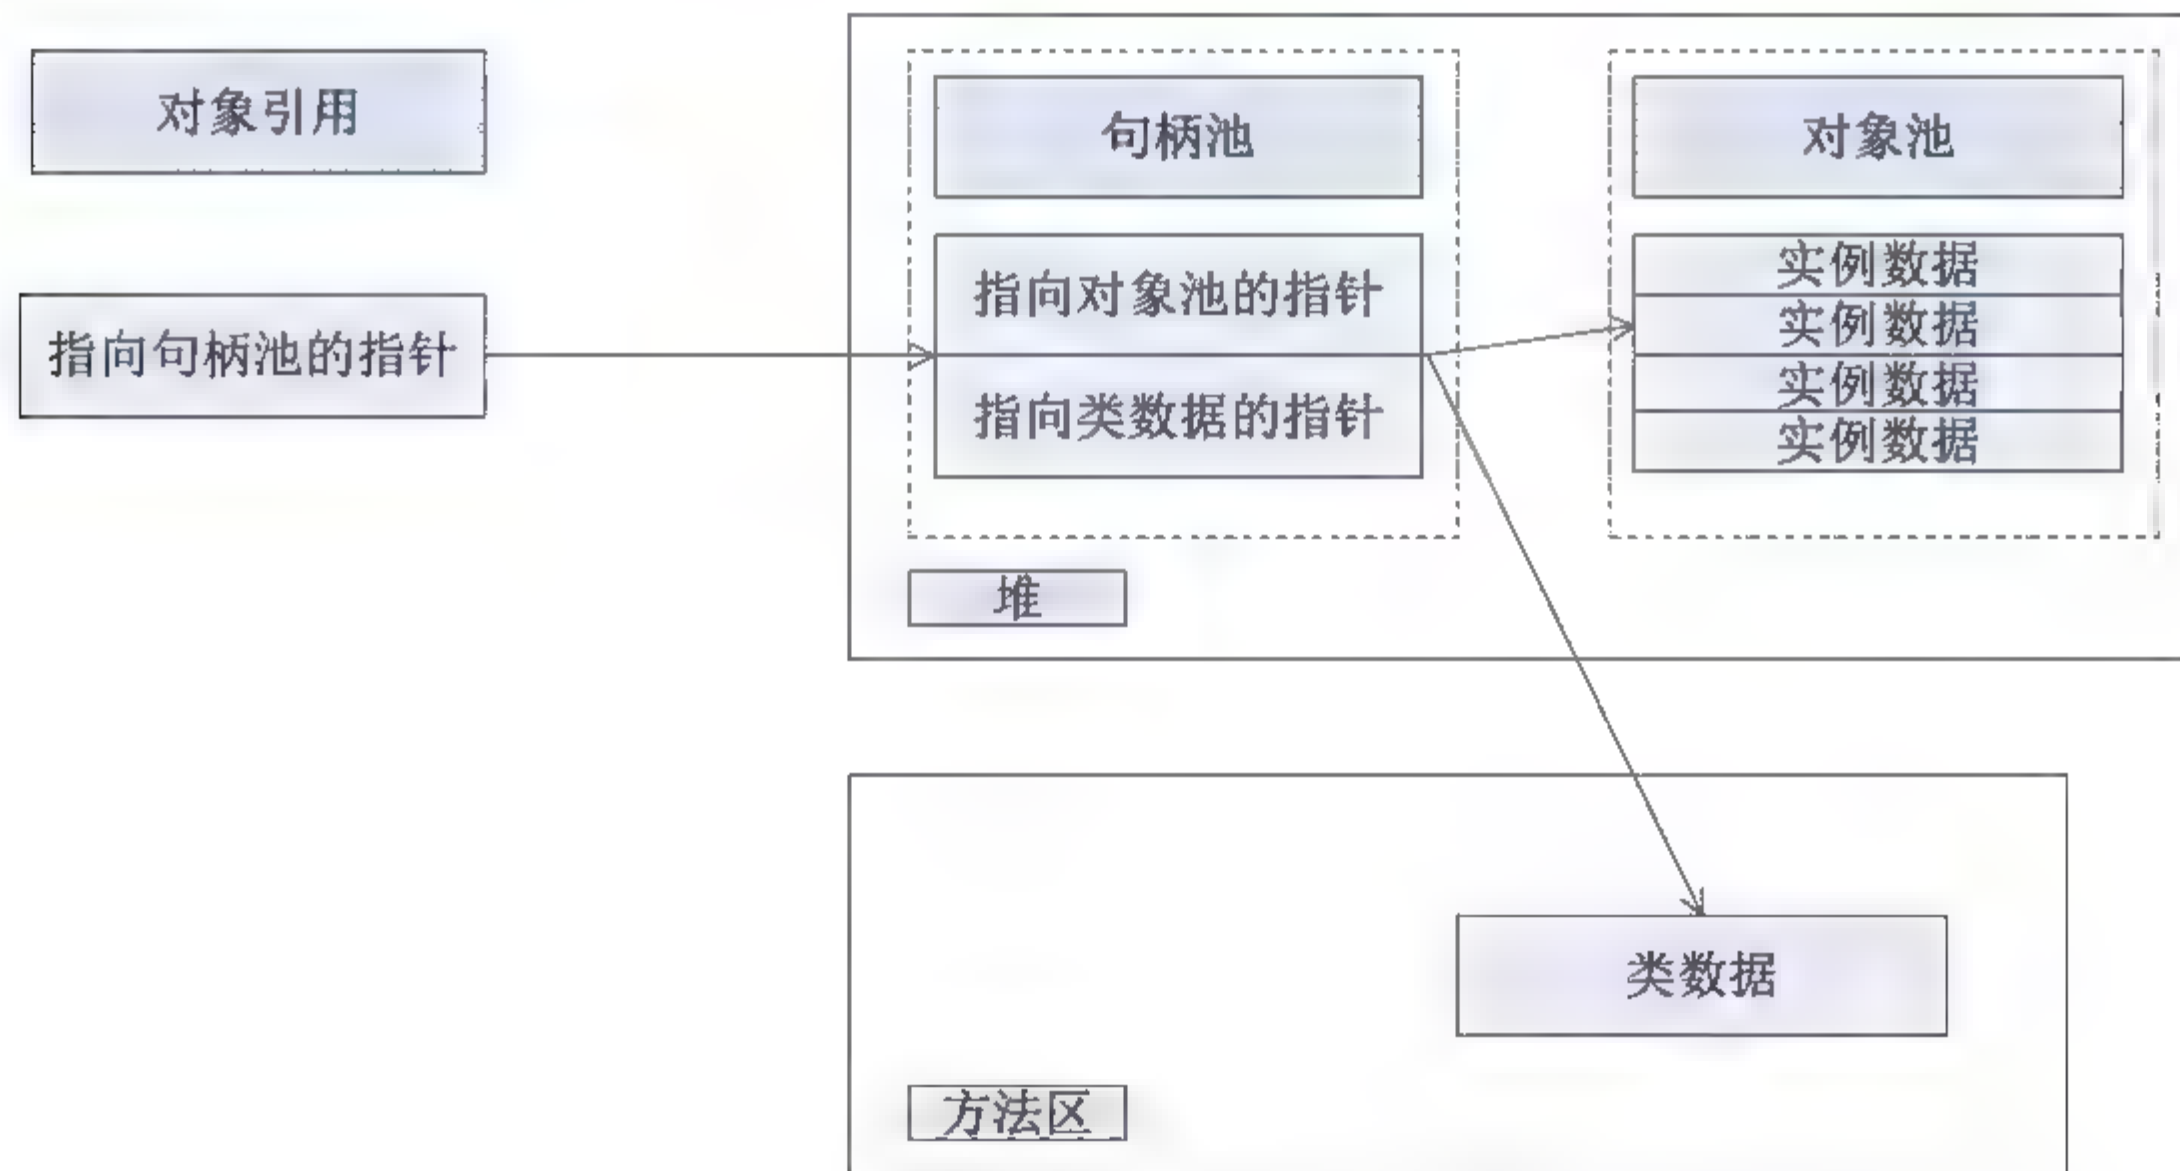 对象引用
指向句柄池的指针
句柄池
指向对象池的指针
指向类数据的指针
对象池
实例数据
实例数据
实例数据
实例数据
堆
类数据
方法区